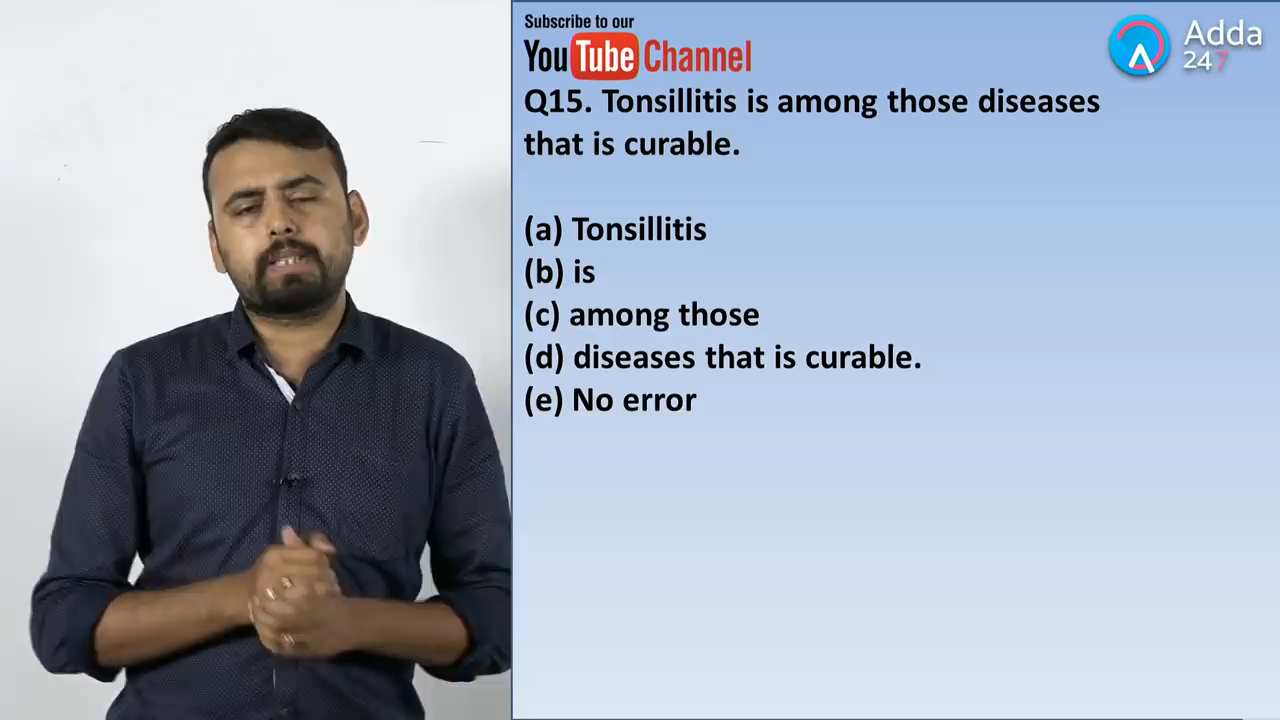 Subscribe to our
YouTube Channel
Adda
247
Q15. Tonsillitis is among those diseases
that is curable.
(a) Tonsillitis
(b) is
(c) among those
(d) diseases that is curable.
(e) No error